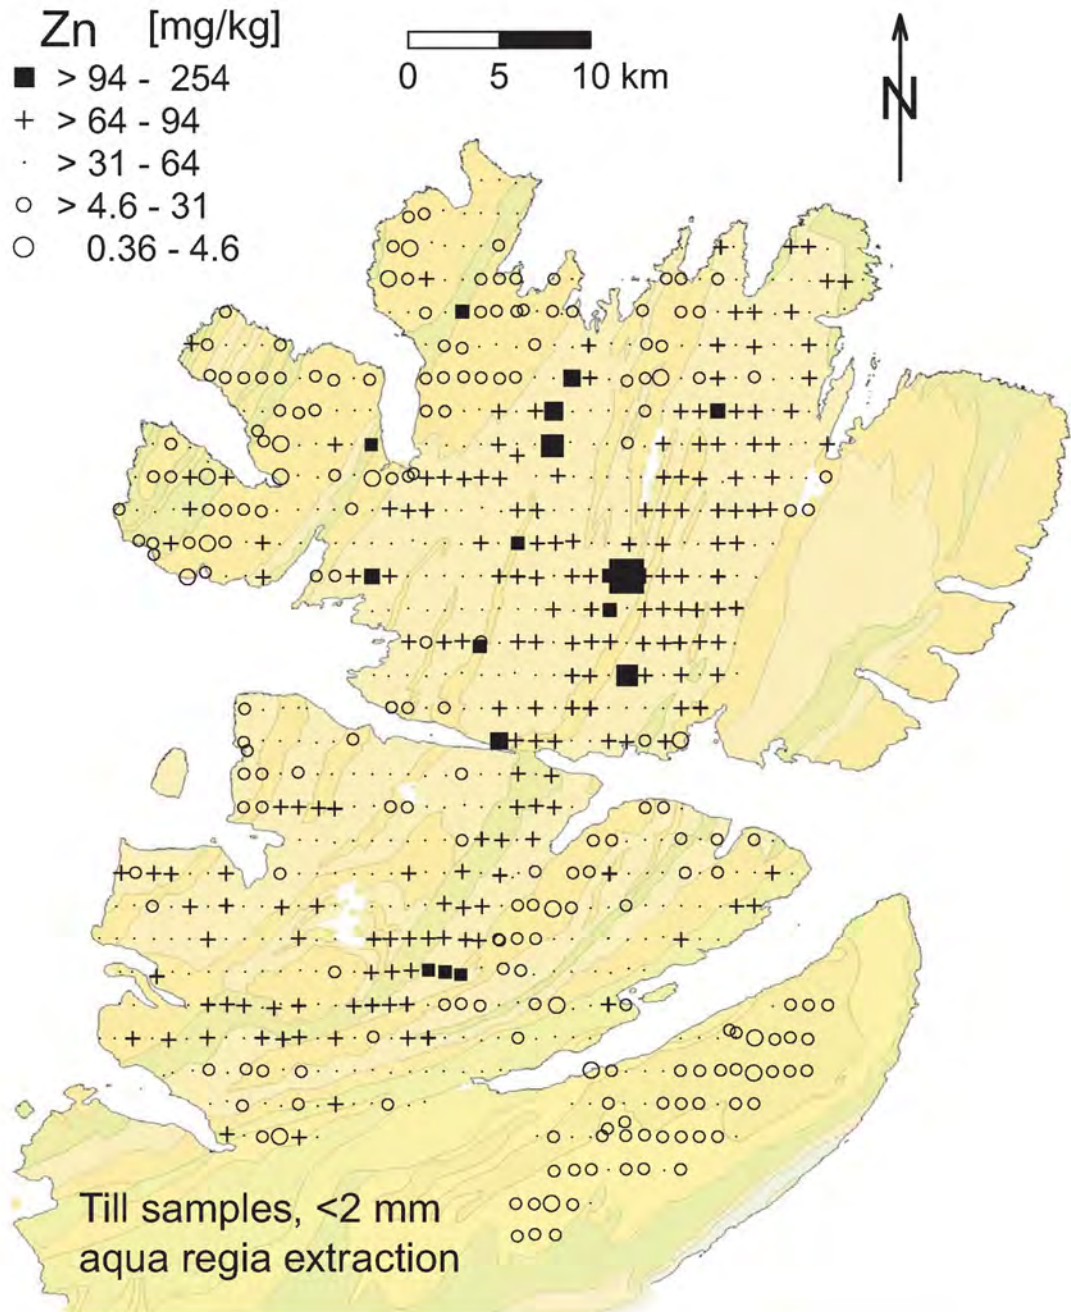 Zn [mg/kg]
> 94 - 254
> 64 - 94
> 31 - 64
> 4.6 - 31
0.36 - 4.6
0 5 10 km
N
Till samples, <2 mm
aqua regia extraction